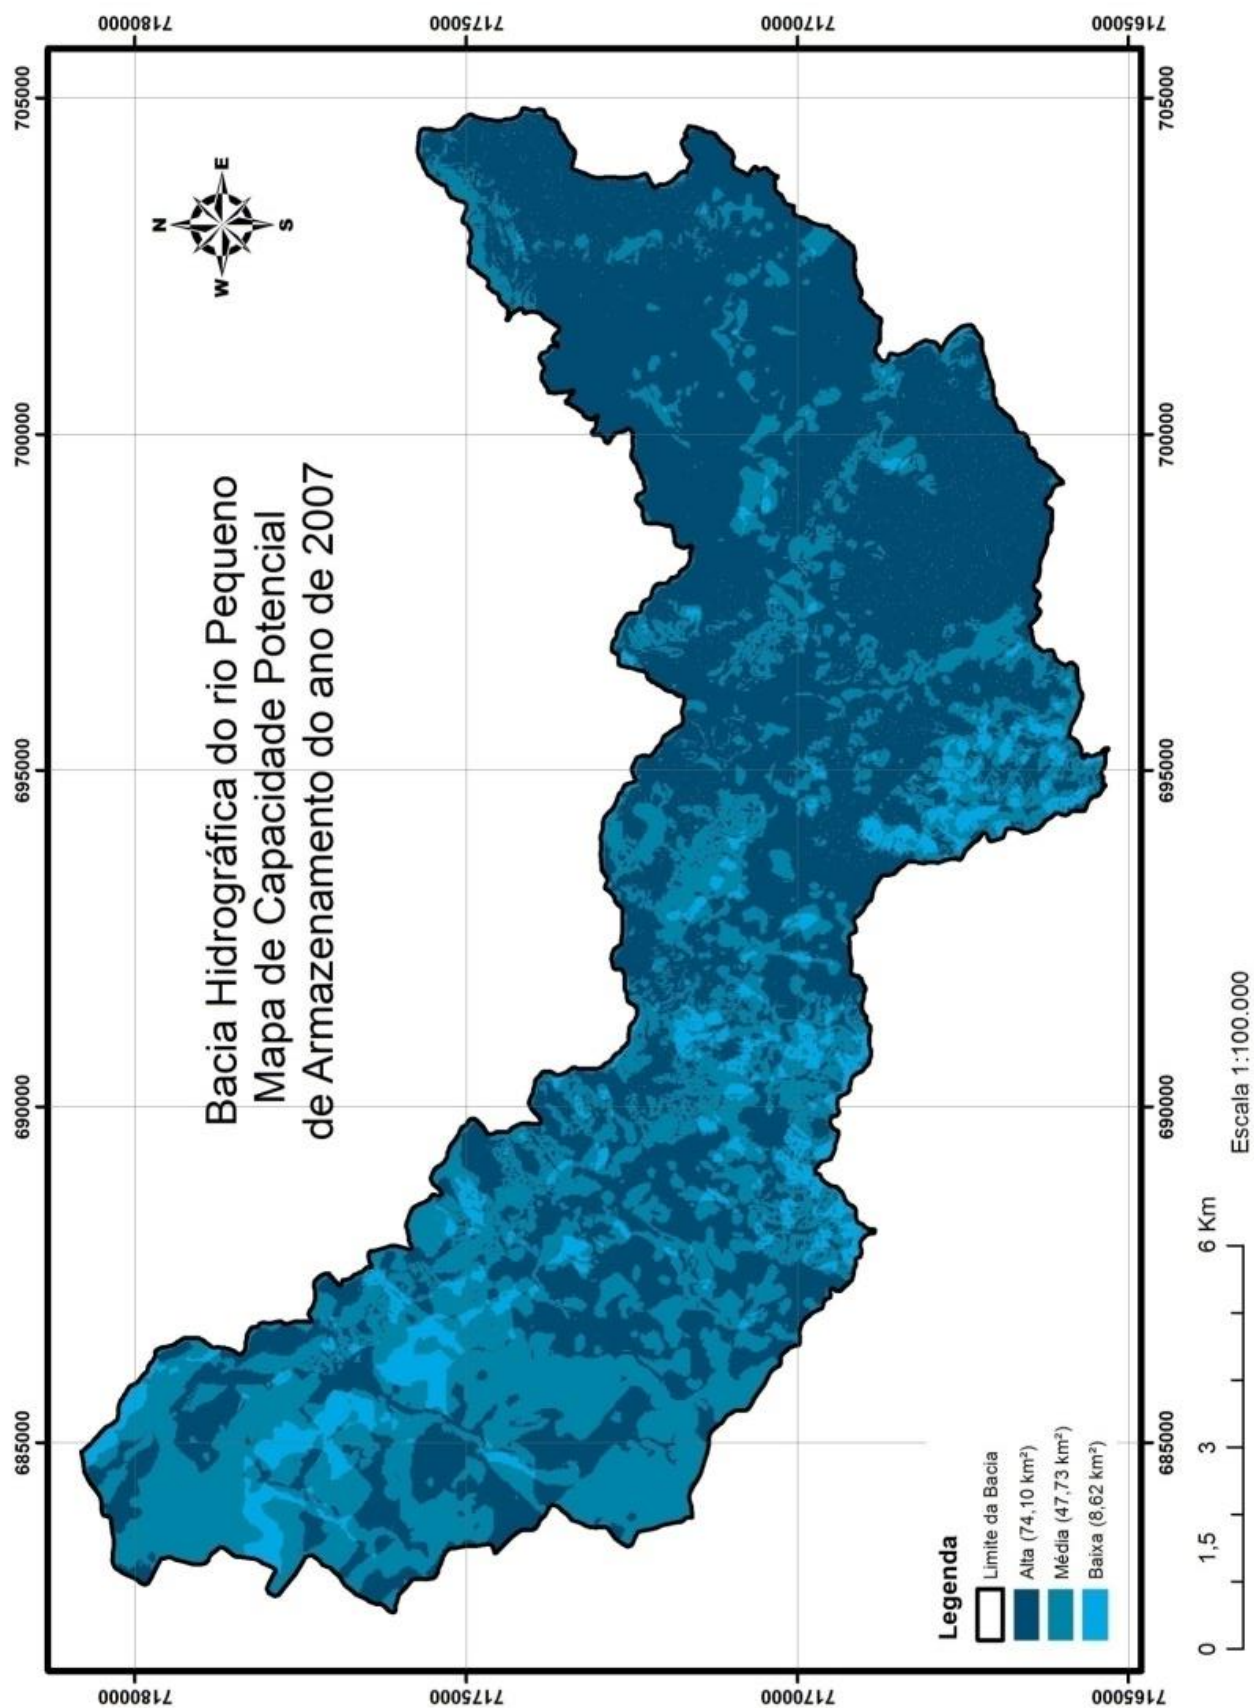 Bacia Hidrográfica do rio Pequeno
Mapa de Capacidade Potencial
de Armazenamento do ano de 2007
N
W
E
S
685000
690000
695000
700000
705000
7180000
7180000
7175000
7175000
7170000
7170000
7165000
7165000
685000
690000
695000
700000
705000
Legenda
Limite da Bacia
Alta (74,10 km²)
Média (47,73 km²)
Baixa (8,62 km²)
0 1,5 3 6 Km
Escala 1:100.000